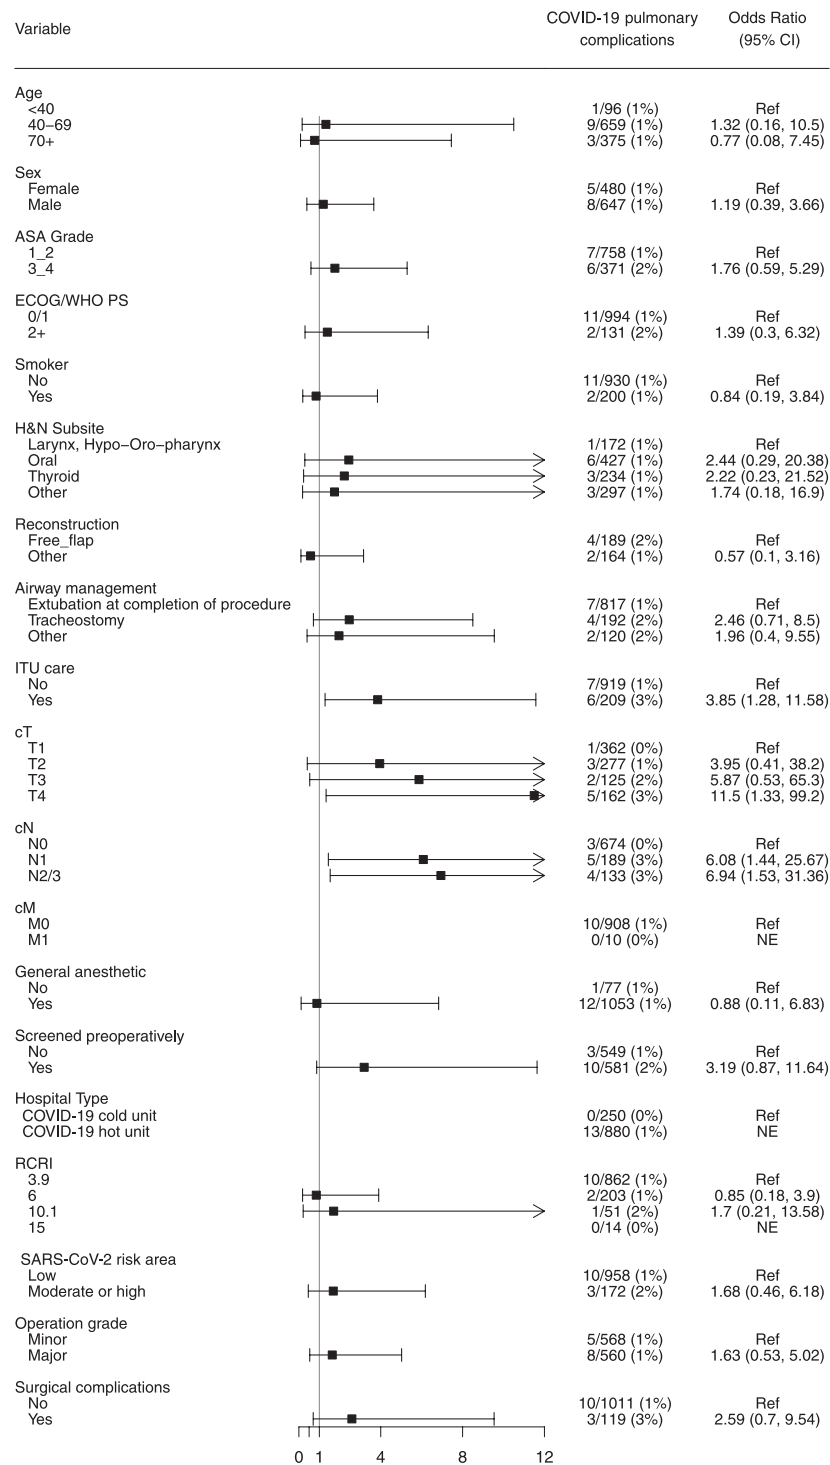 Variable COVID-19 pulmonary complications Odds Ratio (95% CI)
Age
<40 1/96 (1%) Ref
40–69 9/659 (1%) 1.32 (0.16, 10.5)
70+ 3/375 (1%) 0.77 (0.08, 7.45)
Sex
Female 5/480 (1%) Ref
Male 8/647 (1%) 1.19 (0.39, 3.66)
ASA Grade
1_2 7/758 (1%) Ref
3_4 6/371 (2%) 1.76 (0.59, 5.29)
ECOG/WHO PS
0/1 11/994 (1%) Ref
2+ 2/131 (2%) 1.39 (0.3, 6.32)
Smoker
No 11/930 (1%) Ref
Yes 2/200 (1%) 0.84 (0.19, 3.84)
H&N Subsite
Larynx, Hypo–Oro–pharynx 1/172 (1%) Ref
Oral 6/427 (1%) 2.44 (0.29, 20.38)
Thyroid 3/234 (1%) 2.22 (0.23, 21.52)
Other 3/297 (1%) 1.74 (0.18, 16.9)
Reconstruction
Free_flap 4/189 (2%) Ref
Other 2/164 (1%) 0.57 (0.1, 3.16)
Airway management
Extubation at completion of procedure 7/817 (1%) Ref
Tracheostomy 4/192 (2%) 2.46 (0.71, 8.5)
Other 2/120 (2%) 1.96 (0.4, 9.55)
ITU care
No 7/919 (1%) Ref
Yes 6/209 (3%) 3.85 (1.28, 11.58)
cT
T1 1/362 (0%) Ref
T2 3/277 (1%) 3.95 (0.41, 38.2)
T3 2/125 (2%) 5.87 (0.53, 65.3)
T4 5/162 (3%) 11.5 (1.33, 99.2)
cN
N0 3/674 (0%) Ref
N1 5/189 (3%) 6.08 (1.44, 25.67)
N2/3 4/133 (3%) 6.94 (1.53, 31.36)
cM
M0 10/908 (1%) Ref
M1 0/10 (0%) NE
General anesthetic
No 1/77 (1%) Ref
Yes 12/1053 (1%) 0.88 (0.11, 6.83)
Screened preoperatively
No 3/549 (1%) Ref
Yes 10/581 (2%) 3.19 (0.87, 11.64)
Hospital Type
COVID-19 cold unit 0/250 (0%) Ref
COVID-19 hot unit 13/880 (1%) NE
RCRI
3.9 10/862 (1%) Ref
6 2/203 (1%) 0.85 (0.18, 3.9)
10.1 1/51 (2%) 1.7 (0.21, 13.58)
15 0/14 (0%) NE
SARS-CoV-2 risk area
Low 10/958 (1%) Ref
Moderate or high 3/172 (2%) 1.68 (0.46, 6.18)
Operation grade
Minor 5/568 (1%) Ref
Major 8/560 (1%) 1.63 (0.53, 5.02)
Surgical complications
No 10/1011 (1%) Ref
Yes 3/119 (3%) 2.59 (0.7, 9.54)
0 1 4 8 12